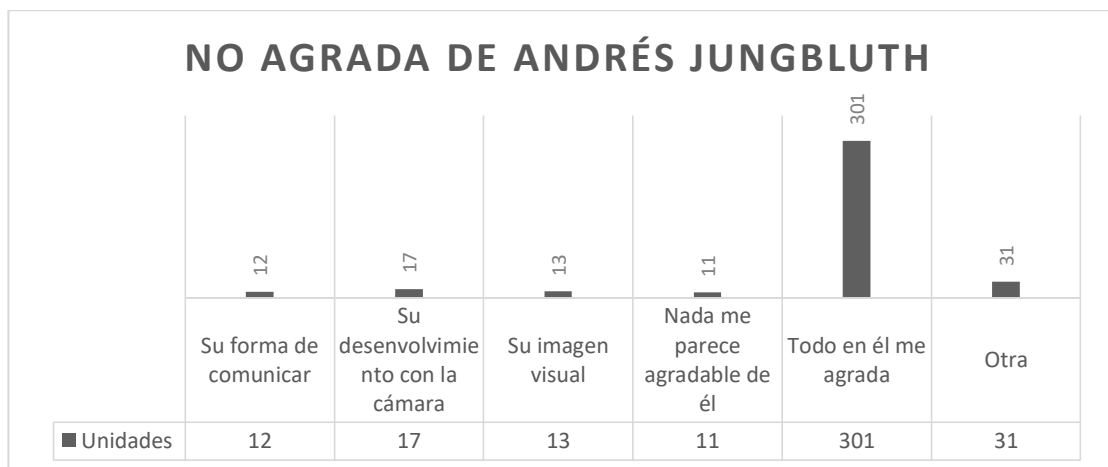 NO AGRADA DE ANDRÉS JUNGBLUTH
12
17
13
11
301
31
Su forma de
comunicar
Su
desenvolvimie
nto con la
cámara
Su imagen
visual
Nada me
parece
agradable de
él
Todo en él me
agrada
Otra
Unidades 12 17 13 11 301 31